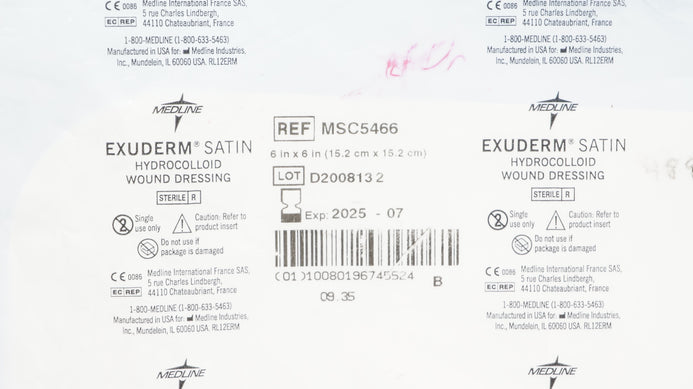 CE 0086
5 rue Charles Lindbergh,
EC REP 44110 Chateaubriant, France
1-800-MEDLINE (1-800-633-5463)
Manufactured in USA for: Medline Industries,
Inc., Mundelein, IL 60060 USA. RL12ERM
CE 0086
5 rue Charles Lindbergh,
EC REP 44110 Chateaubriant, France
1-800-MEDLINE (1-800-633-5463)
Manufactured in USA for: Medline Industries,
Inc., Mundelein, IL 60060 USA. RL12ERM
MEDLINE
EXUDERM® SATIN
HYDROCOLLOID
WOUND DRESSING
STERILE R
2 Single
use only
Caution: Refer to
product insert
Do not use if
package is damaged
CE 0086 Medline International France SAS,
5 rue Charles Lindbergh,
EC REP 44110 Chateaubriant, France
1-800-MEDLINE (1-800-633-5463)
Manufactured in USA for: Medline Industries,
Inc., Mundelein, IL 60060 USA. RL12ERM
MEDLINE
REF MSC5466
6 in x 6 in (15.2 cm x 15.2 cm)
LOT D200813 2
Exp: 2025 - 07
(01)10080196745524
B
09 35
MEDLINE
EXUDERM® SATIN
HYDROCOLLOID
WOUND DRESSING
STERILE R
2 Single
use only
Caution: Refer to
product insert
Do not use if
package is damaged
CE 0086 Medline International France SAS,
5 rue Charles Lindbergh,
EC REP 44110 Chateaubriant, France
1-800-MEDLINE (1-800-633-5463)
Manufactured in USA for: Medline Industries,
Inc., Mundelein, IL 60060 USA. RL12ERM
MEDLINE